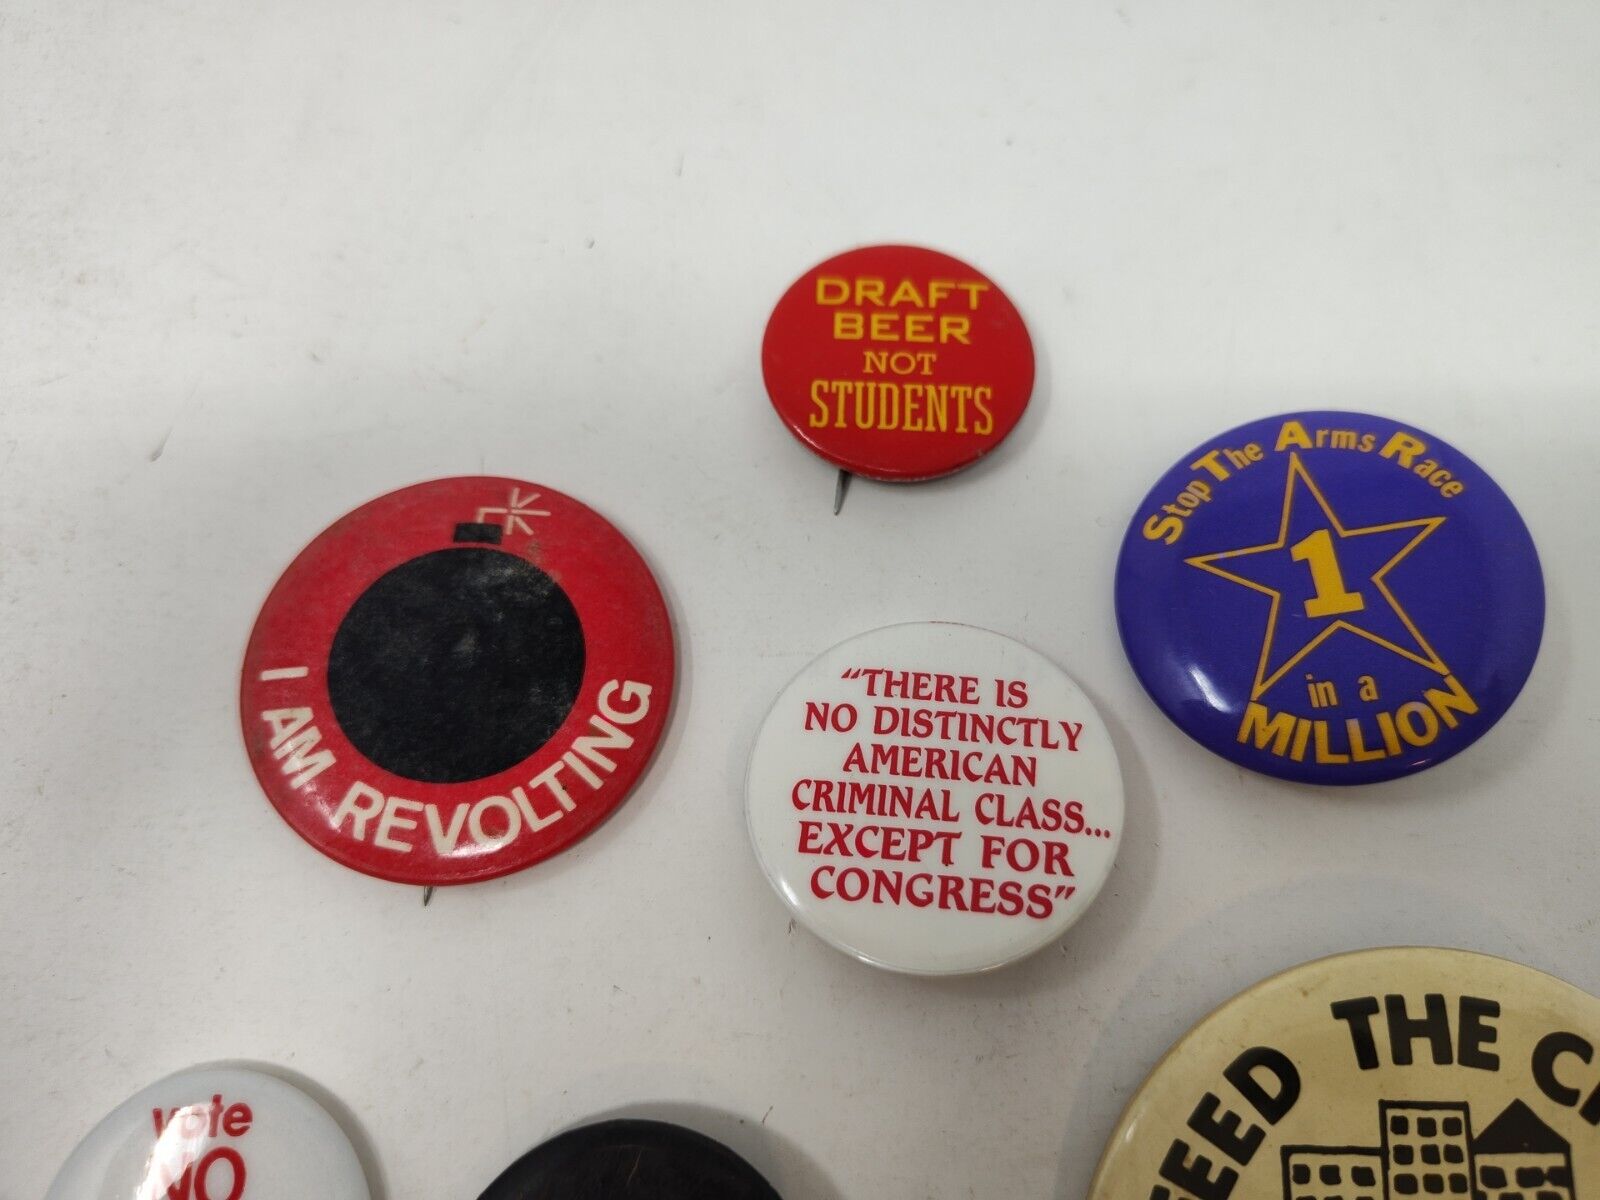 DRAFT
BEER
NOT
STUDENTS
Stop The Arms Race
1
in a
MILLION
I AM REVOLTING
"THERE IS
NO DISTINCTLY
AMERICAN
CRIMINAL CLASS...
EXCEPT FOR
CONGRESS"
THE
vote
NO